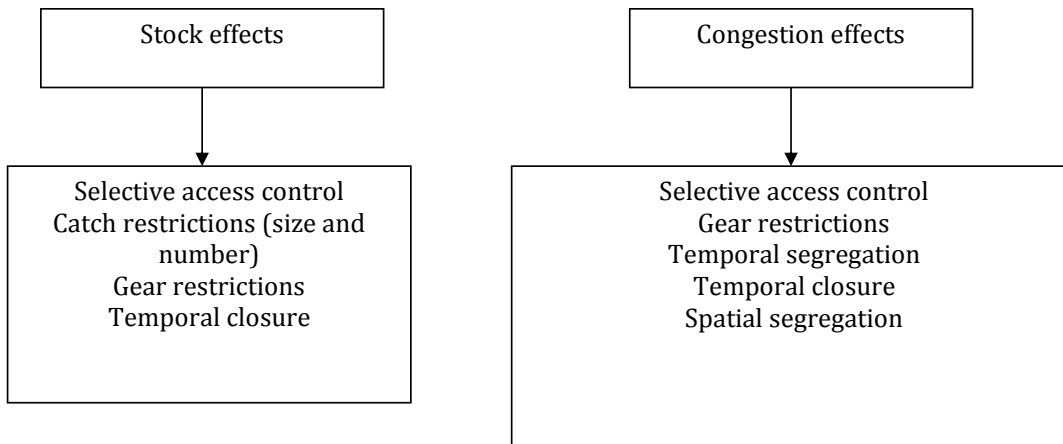 Stock effects
Congestion effects
Selective access control
Catch restrictions (size and
number)
Gear restrictions
Temporal closure
Selective access control
Gear restrictions
Temporal segregation
Temporal closure
Spatial segregation